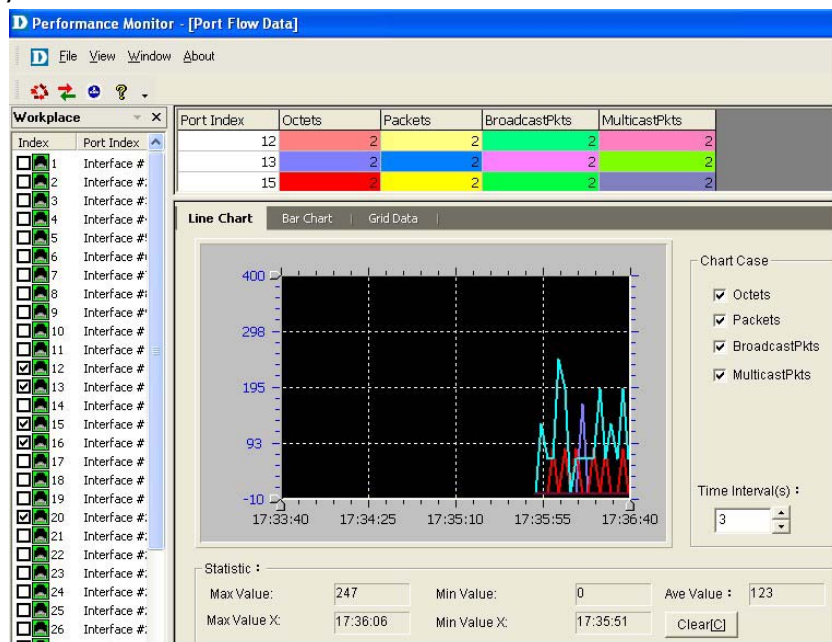 Performance Monitor - [Port Flow Data]
File View Window About
Workplace
Index Port Index
1 Interface #
2 Interface #
3 Interface #
4 Interface #
5 Interface #
6 Interface #
7 Interface #
8 Interface #
9 Interface #
10 Interface #
11 Interface #
12 Interface #
13 Interface #
14 Interface #
15 Interface #
16 Interface #
17 Interface #
18 Interface #
19 Interface #
20 Interface #
21 Interface #
22 Interface #
23 Interface #
24 Interface #
25 Interface #
26 Interface #
Port Index Octets Packets BroadcastPkts MulticastPkts
12 2 2 2 2
13 2 2 2 2
15 2 2 2 2
Line Chart Bar Chart | Grid Data |
400
298
195
93
-10
17:33:40 17:34:25 17:35:10 17:35:55 17:36:40
Chart Case
Octets
Packets
BroadcastPkts
MulticastPkts
Time Interval(s) :
3
Statistic :
Max Value: 247 Min Value: 0 Ave Value : 123
Max Value X: 17:36:06 Min Value X: 17:35:51 Clear[C]